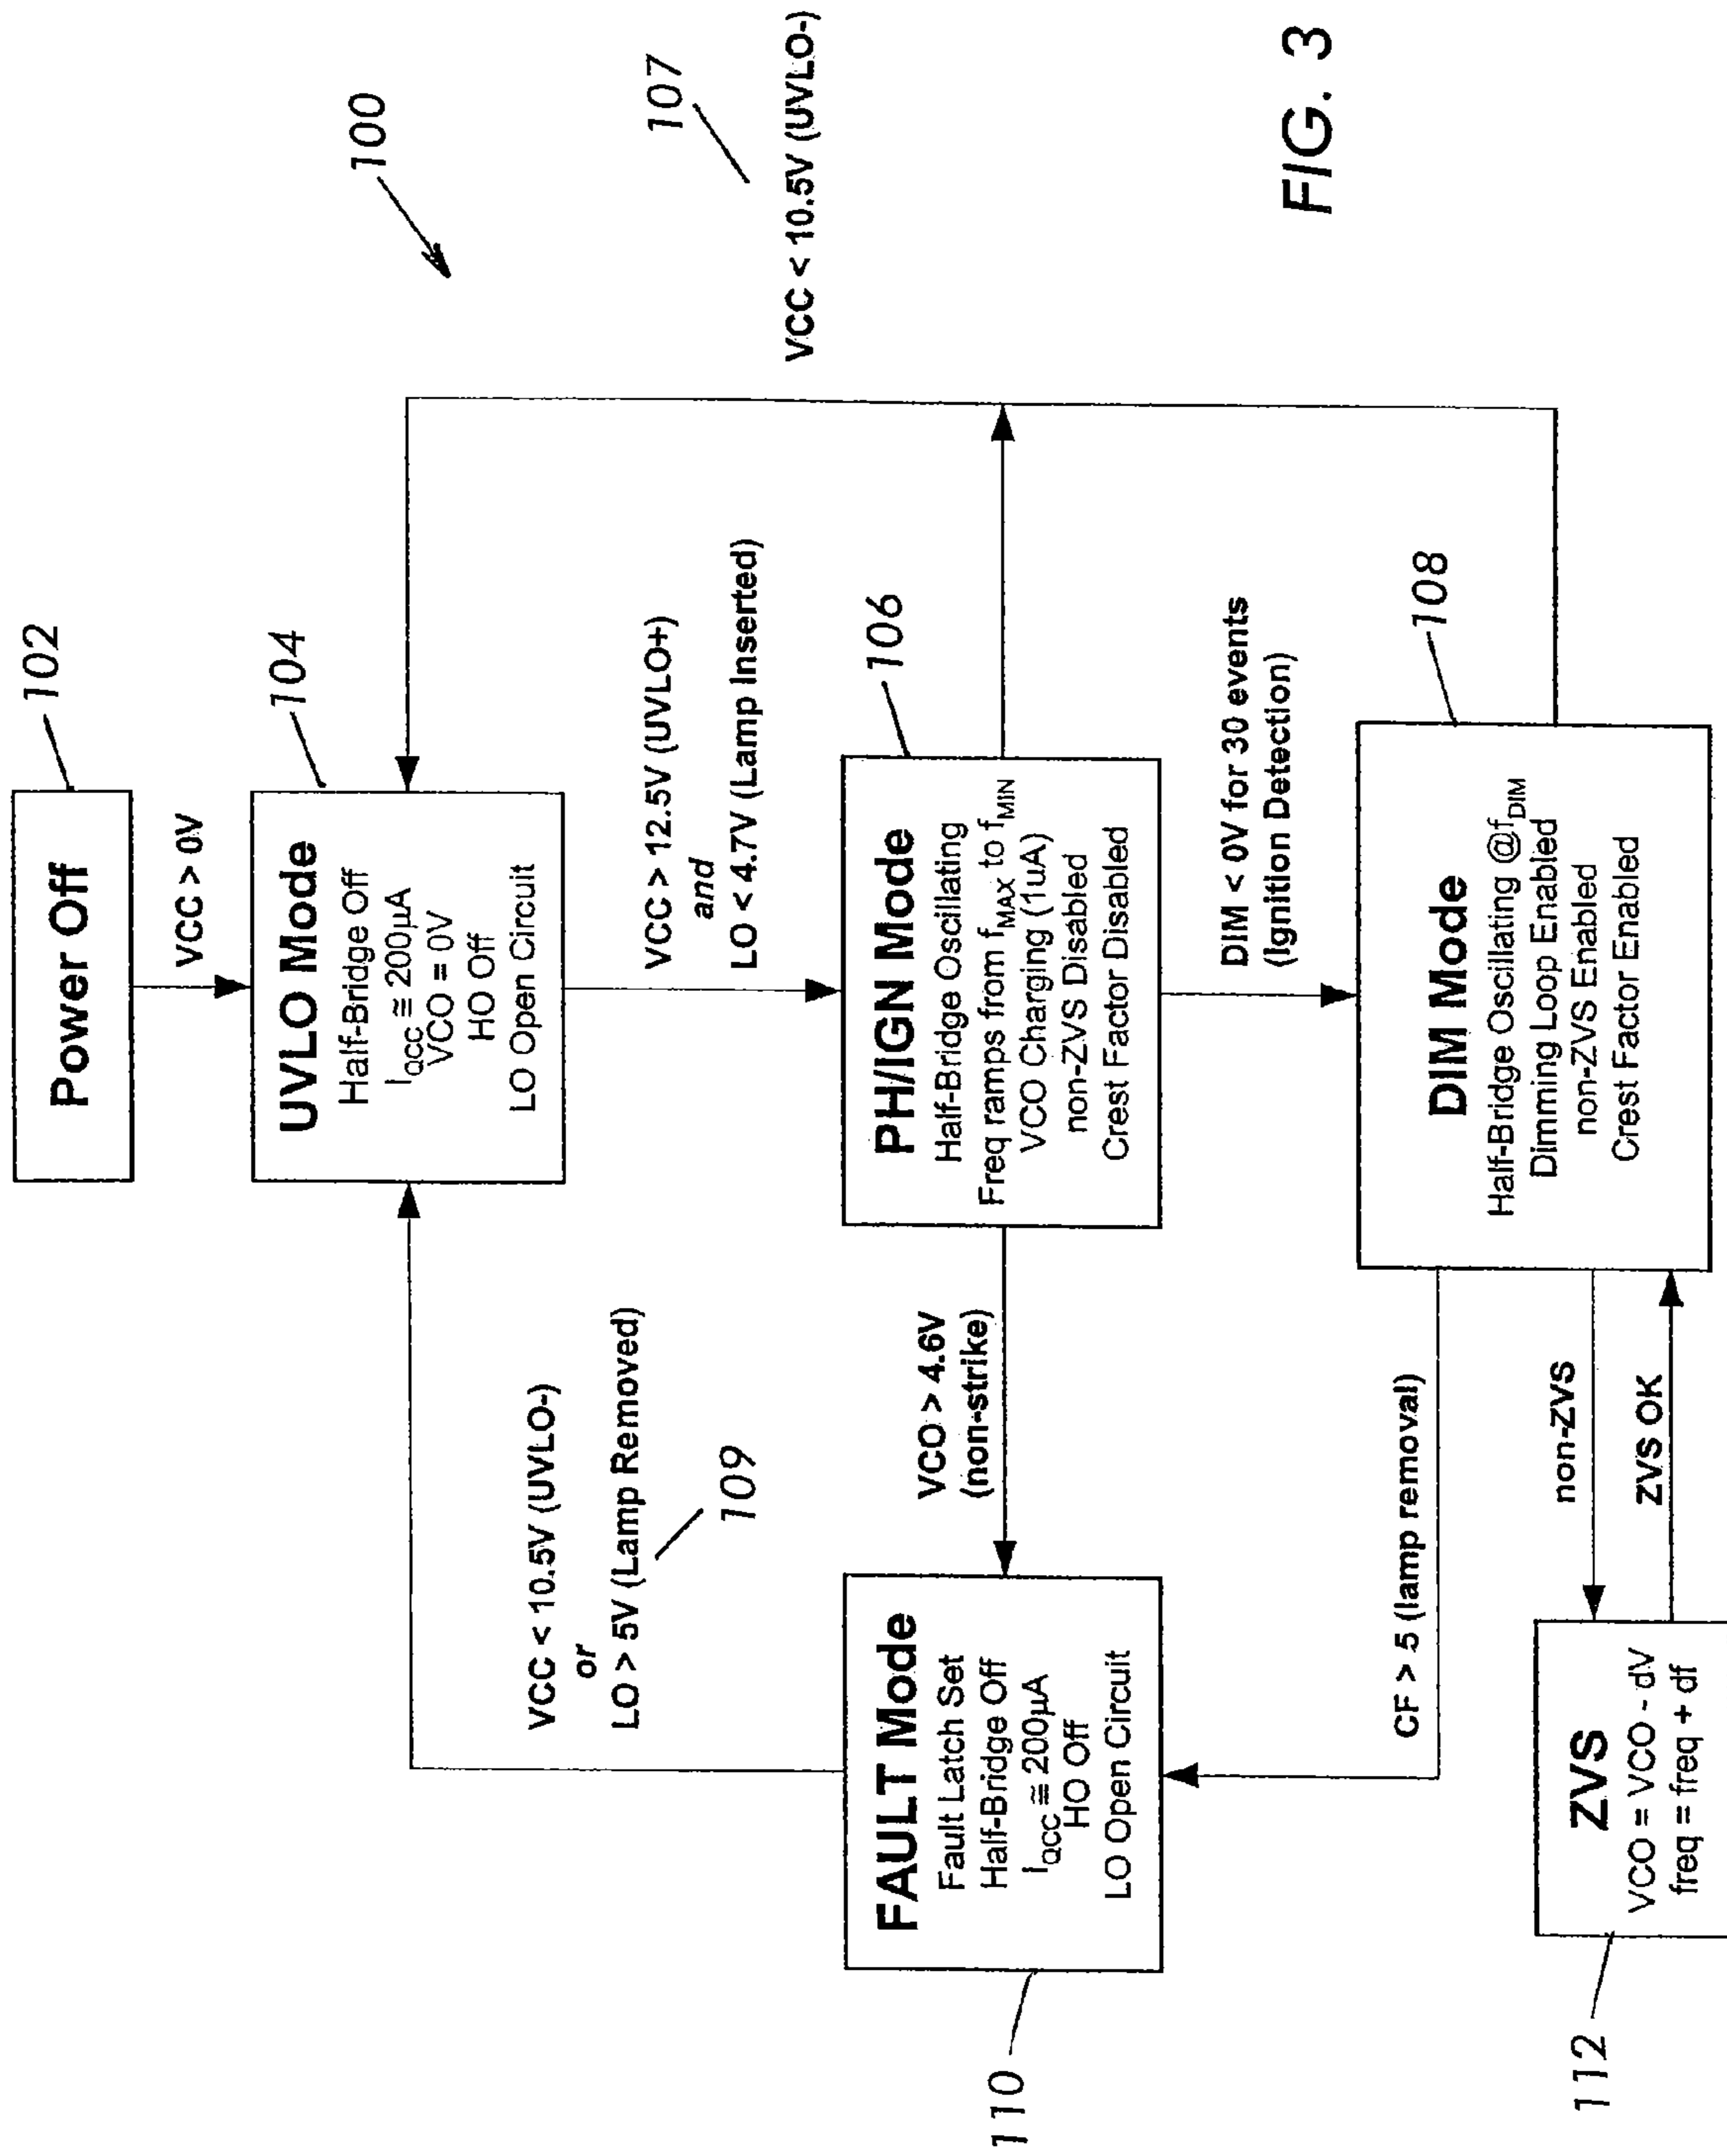 Power Off
102
VCC > 0V
100
UVLO Mode
Half-Bridge Off
IQCC ≅ 200µA
VCO = 0V
HO Off
LO Open Circuit
104
VCC < 10.5V (UVLO-)
or
LO > 5V (Lamp Removed)
109
VCC > 12.5V (UVLO+)
and
LO < 4.7V (Lamp Inserted)
107
VCC < 10.5V (UVLO-)
FAULT Mode
Fault Latch Set
Half-Bridge Off
IQCC ≅ 200µA
HO Off
LO Open Circuit
110
VCO > 4.6V
(non-strike)
PH/IGN Mode
Half-Bridge Oscillating
Freq ramps from fMAX to fMIN
VCO Charging (1uA)
non-ZVS Disabled
Crest Factor Disabled
106
DIM < 0V for 30 events
(Ignition Detection)
CF > 5 (lamp removal)
DIM Mode
Half-Bridge Oscillating @fDIM
Dimming Loop Enabled
non-ZVS Enabled
Crest Factor Enabled
108
non-ZVS
ZVS OK
ZVS
VCO = VCO - dV
freq = freq + df
112
FIG. 3